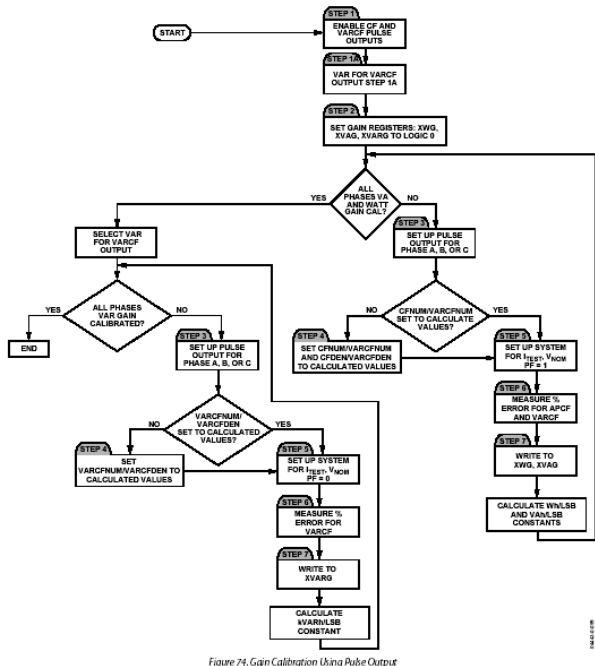 START
STEP 1
ENABLE CF AND
VARCF PULSE
OUTPUTS
STEP 1A
VAR FOR VARCF
OUTPUT STEP 1A
STEP 2
SET GAIN REGISTERS: XWG,
XVAG, XVARG TO LOGIC 0
ALL
PHASES VA
AND WATT
GAIN CAL?
YES
NO
SELECT VAR
FOR VARCF
OUTPUT
STEP 3
SET UP PULSE
OUTPUT FOR
PHASE A, B, OR C
ALL PHASES
VAR GAIN
CALIBRATED?
YES
NO
END
CFNUM/VARCFNUM
SET TO CALCULATE
VALUES?
NO
YES
STEP 3
SET UP PULSE
OUTPUT FOR
PHASE A, B, OR C
STEP 4
SET CFNUM/VARCFNUM
AND CFDEN/VARCFDEN
TO CALCULATED VALUES
STEP 5
SET UP SYSTEM
FOR ITEST, VNOM
PF = 1
STEP 6
MEASURE %
ERROR FOR APCF
AND VARCF
VARCFNUM/
VARCFDEN
SET TO CALCULATED
VALUES?
NO
YES
STEP 7
WRITE TO
XWG, XVAG
STEP 4
SET
VARCFNUM/VARCFDEN TO
CALCULATED VALUES
STEP 5
SET UP SYSTEM
FOR ITEST, VNOM
PF = 0
CALCULATE Wh/LSB
AND VAh/LSB
CONSTANTS
STEP 6
MEASURE %
ERROR FOR
VARCF
STEP 7
WRITE TO
XVARG
CALCULATE
kVARh/LSB
CONSTANT
Figure 74. Gain Calibration Using Pulse Output